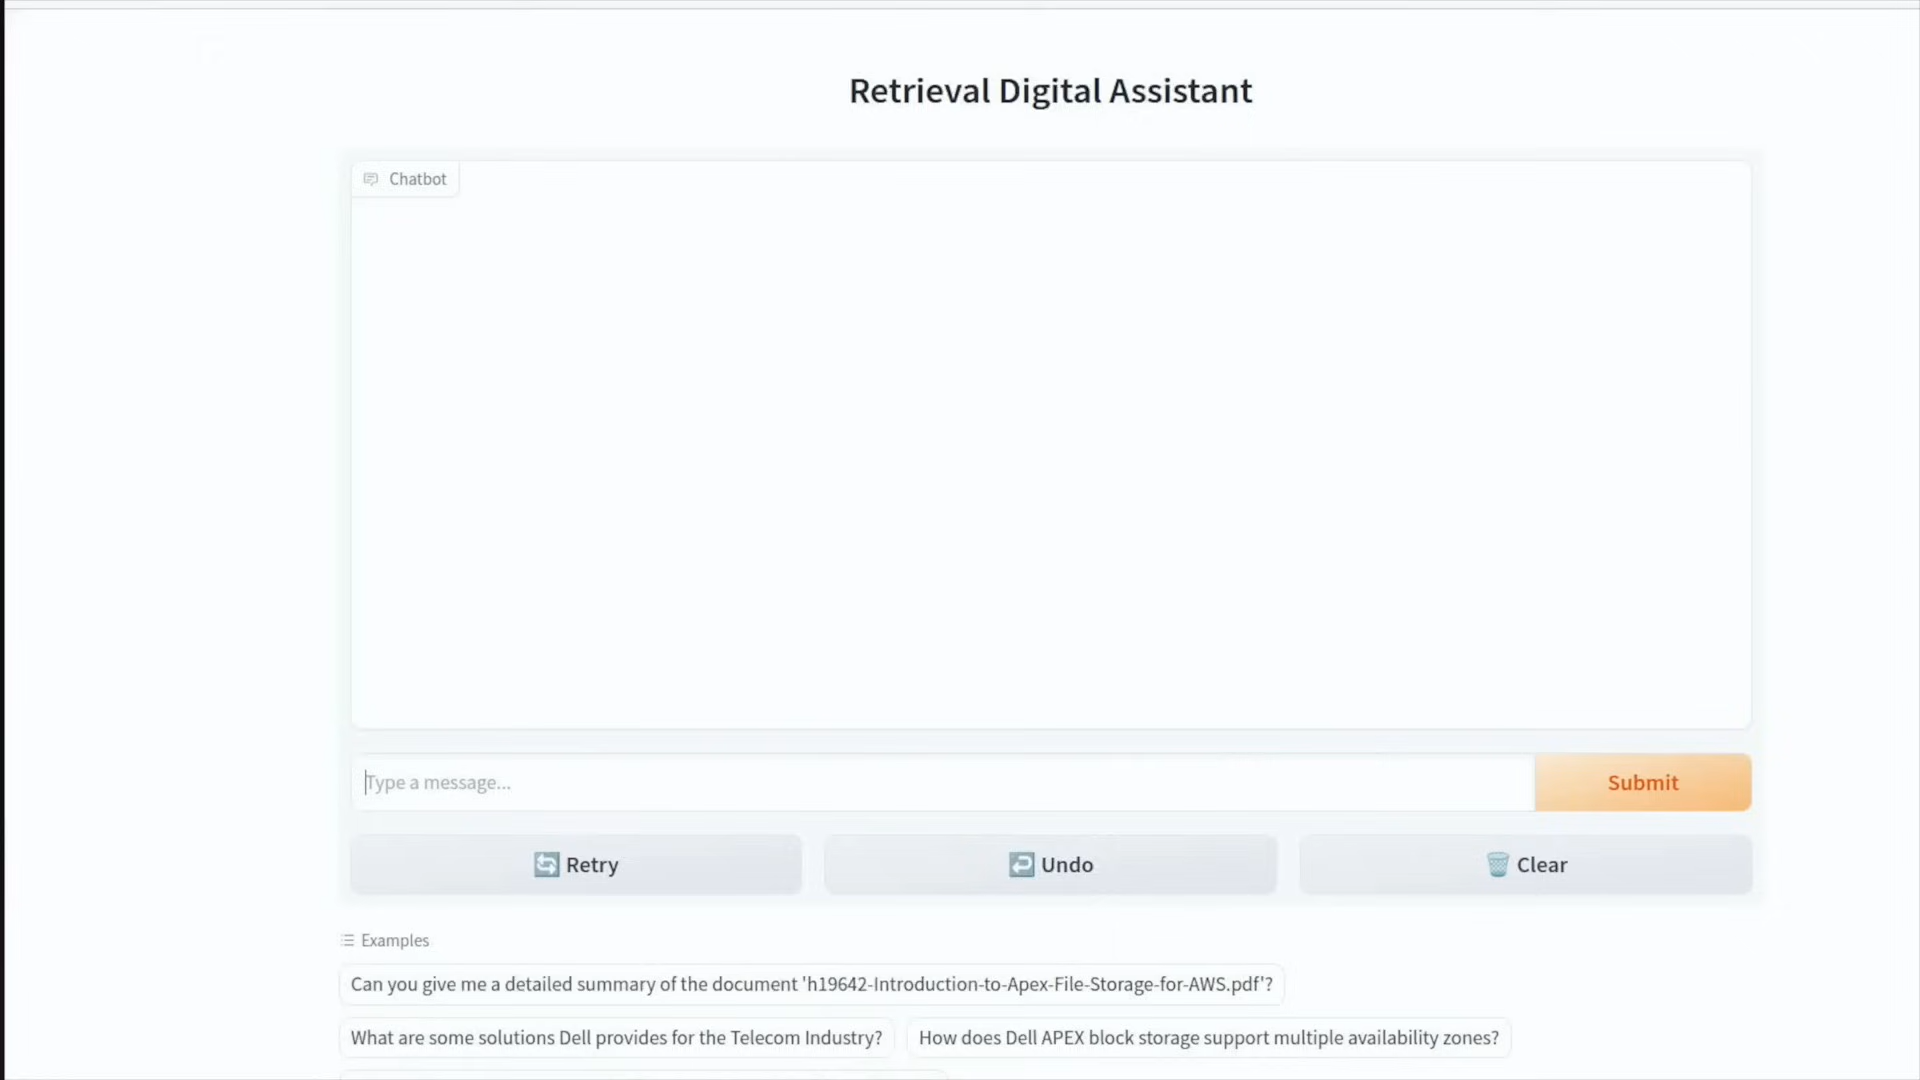 Retrieval Digital Assistant
Chatbot
Type a message...
Submit
Retry
Undo
Clear
Examples
Can you give me a detailed summary of the document 'h19642-Introduction-to-Apex-File-Storage-for-AWS.pdf'?
What are some solutions Dell provides for the Telecom Industry?
How does Dell APEX block storage support multiple availability zones?